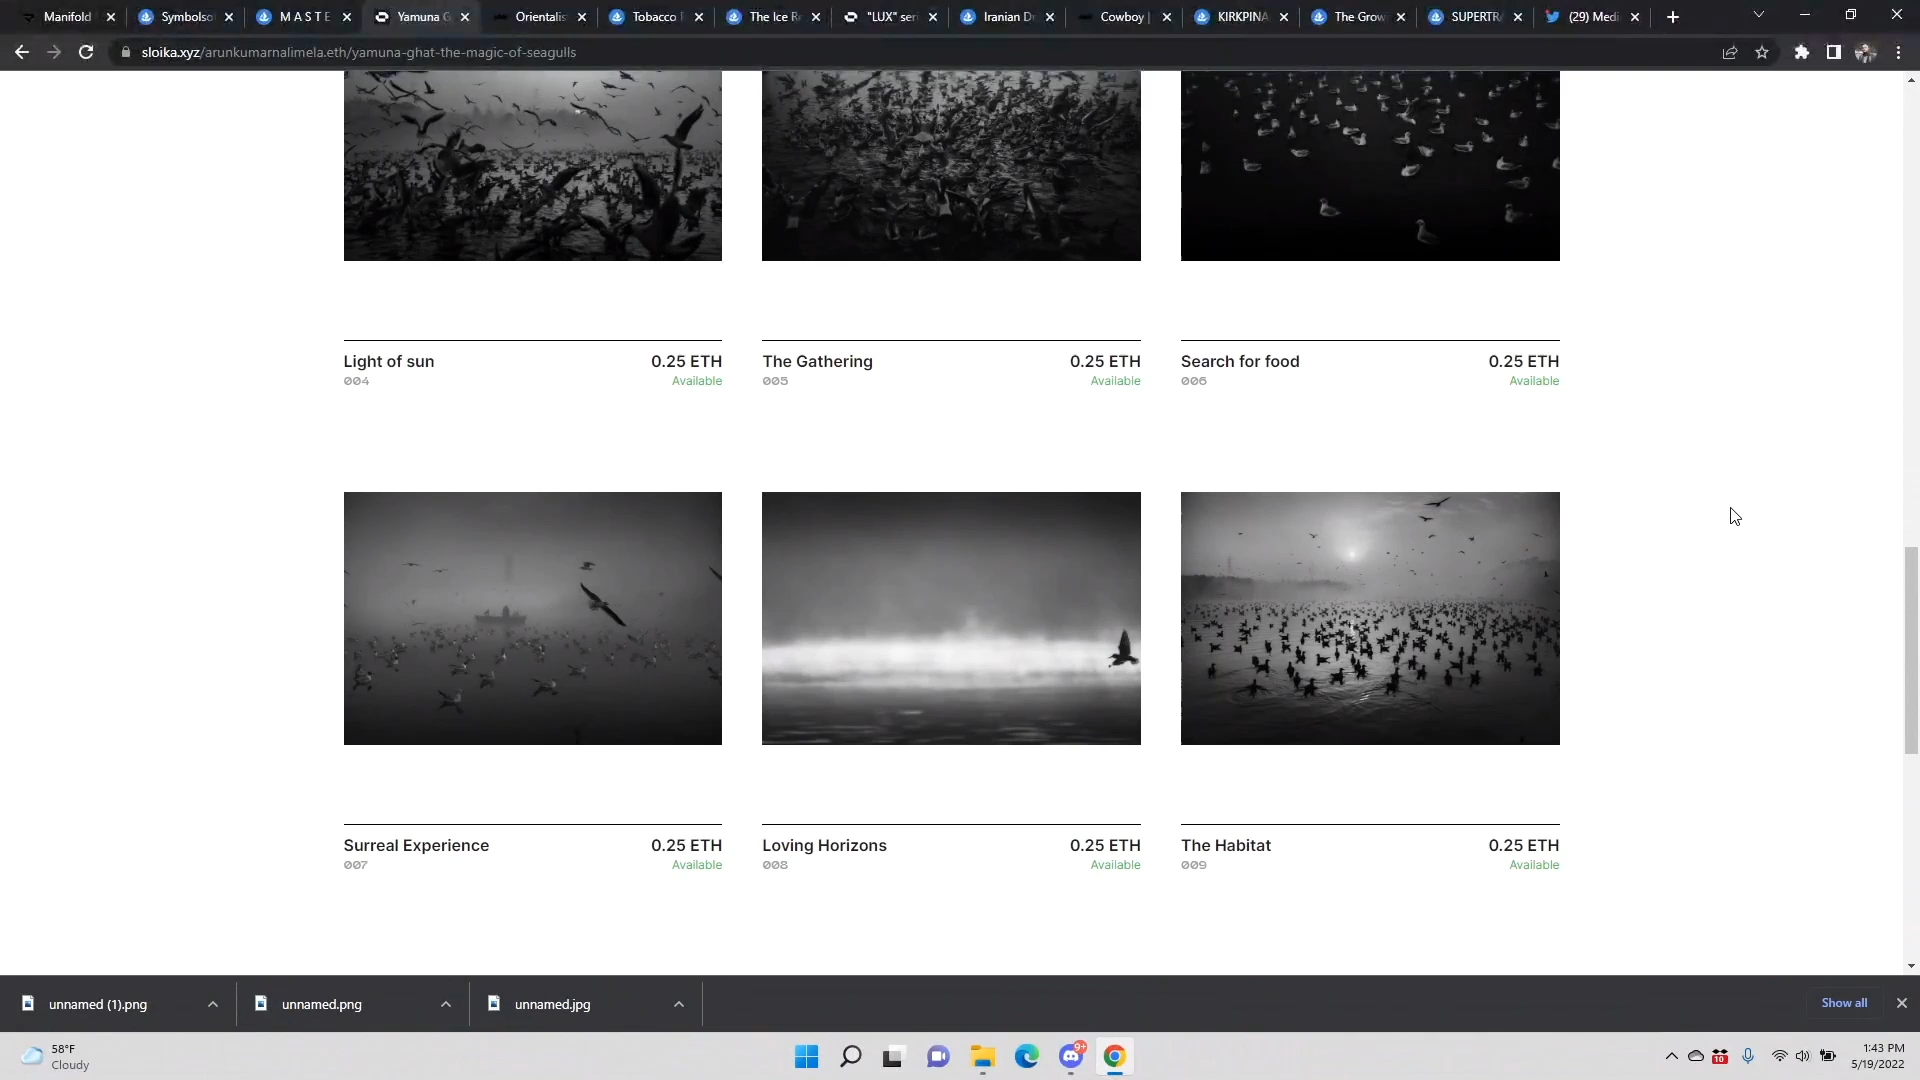 Manifold
Symbolso
M A S T E
Yamuna G
Orientalis
Tobacco
The Ice R
"LUX" seri
Iranian D
Cowboy |
KIRKPINA
The Grow
SUPERTR
(29) Medi
sloika.xyz/arunkumarnalimela.eth/yamuna-ghat-the-magic-of-seagulls
Light of sun 0.25 ETH
004 Available
The Gathering 0.25 ETH
005 Available
Search for food 0.25 ETH
006 Available
Surreal Experience 0.25 ETH
007 Available
Loving Horizons 0.25 ETH
008 Available
The Habitat 0.25 ETH
009 Available
unnamed (1).png
unnamed.png
unnamed.jpg
Show all
58°F
Cloudy
9+
10
1:43 PM
5/19/2022